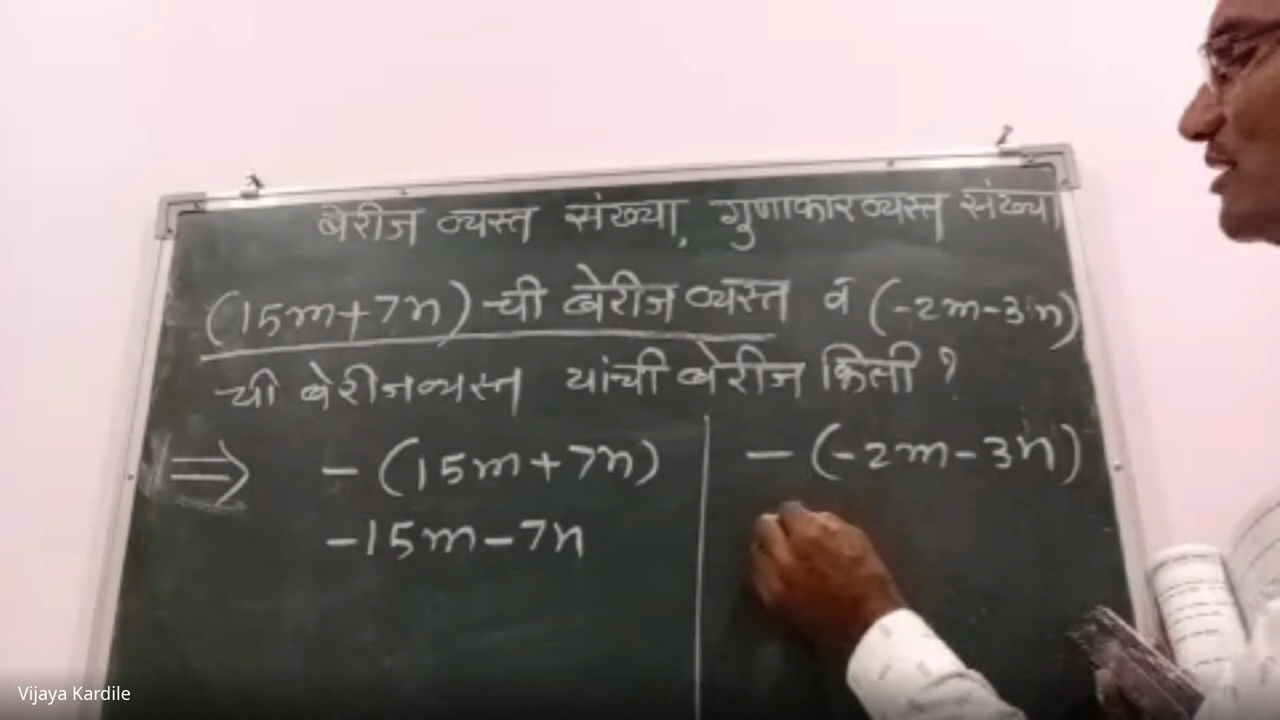 बेरीज व्यस्त संख्या, गुणाकार व्यस्त संख्या
(15m+7n)-ची बेरीज व्यस्त व (-2m-3n)
ची बेरीजव्यस्त यांची बेरीज किती ?
⇒ -(15m+7n) -(-2m-3n)
-15m-7n
Vijaya Kardile